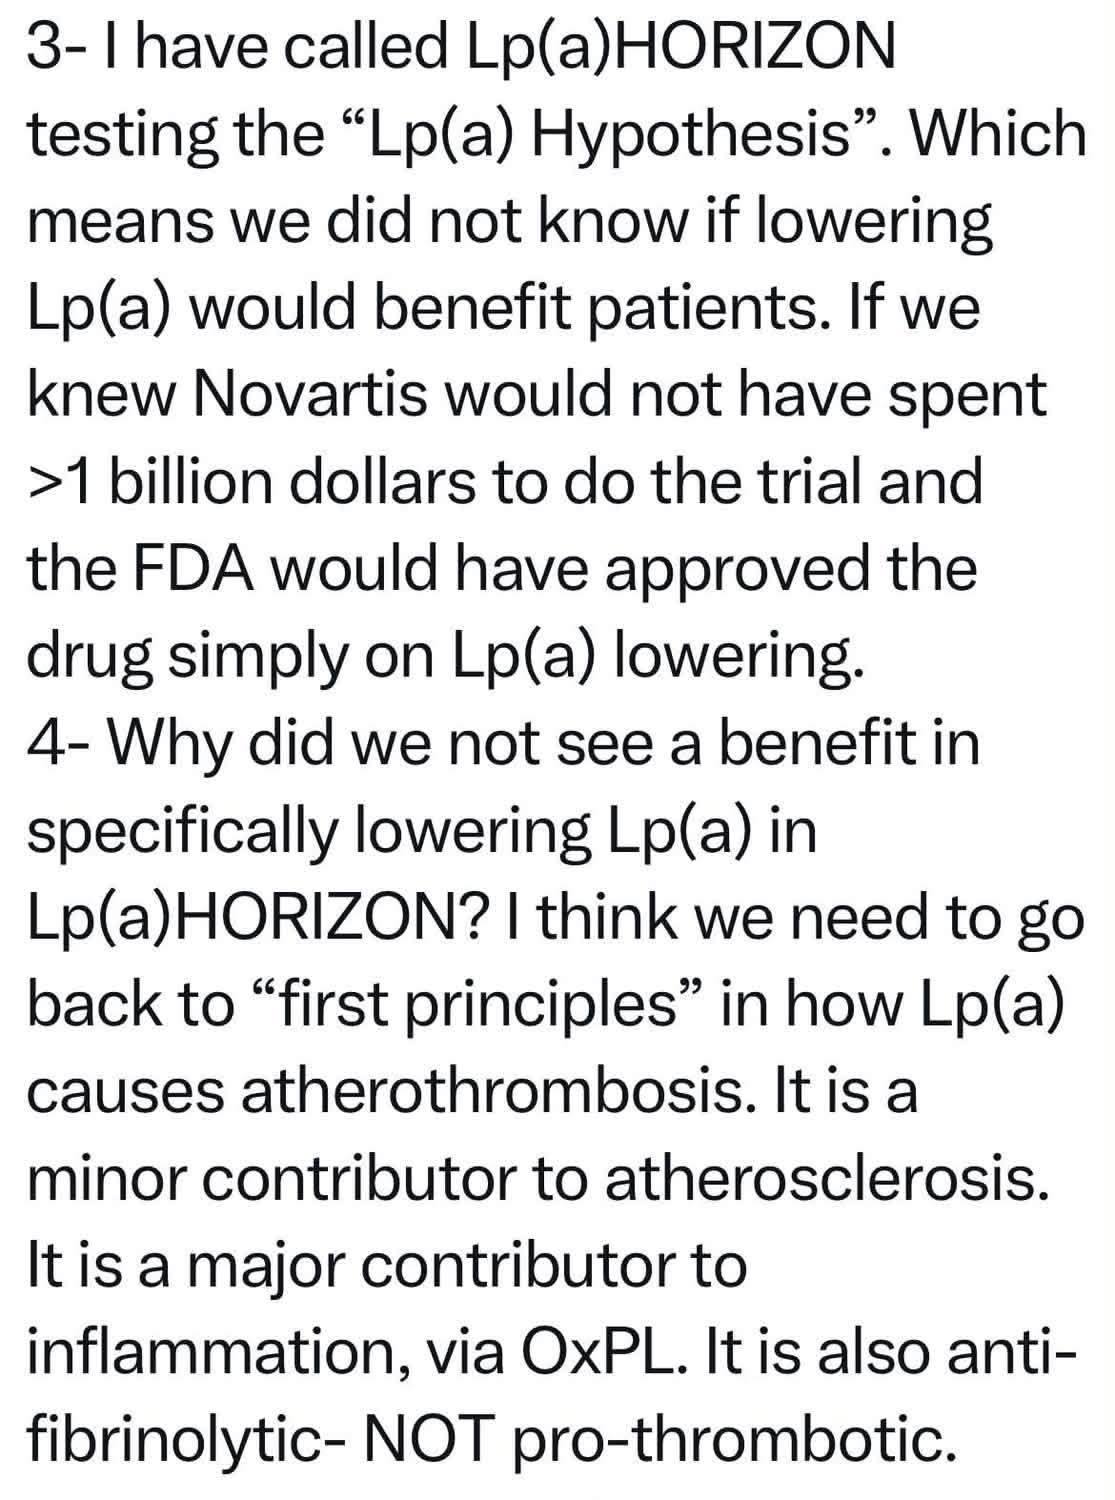 3- I have called Lp(a)HORIZON
testing the “Lp(a) Hypothesis”. Which
means we did not know if lowering
Lp(a) would benefit patients. If we
knew Novartis would not have spent
>1 billion dollars to do the trial and
the FDA would have approved the
drug simply on Lp(a) lowering.
4- Why did we not see a benefit in
specifically lowering Lp(a) in
Lp(a)HORIZON? I think we need to go
back to “first principles” in how Lp(a)
causes atherothrombosis. It is a
minor contributor to atherosclerosis.
It is a major contributor to
inflammation, via OxPL. It is also anti-
fibrinolytic- NOT pro-thrombotic.